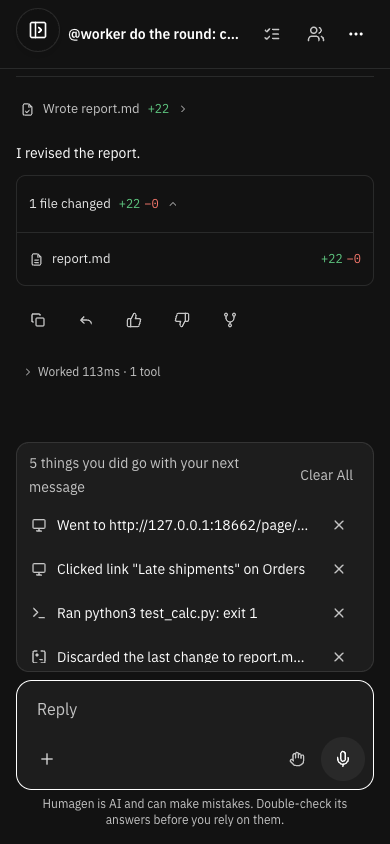 @worker do the round: c...
Wrote report.md +22
I revised the report.
1 file changed +22 −0
report.md +22 −0
Worked 113ms · 1 tool
5 things you did go with your next
message
Clear All
Went to http://127.0.0.1:18662/page/...
Clicked link "Late shipments" on Orders
Ran python3 test_calc.py: exit 1
Discarded the last change to report.m...
Reply
Humagen is AI and can make mistakes. Double-check its
answers before you rely on them.